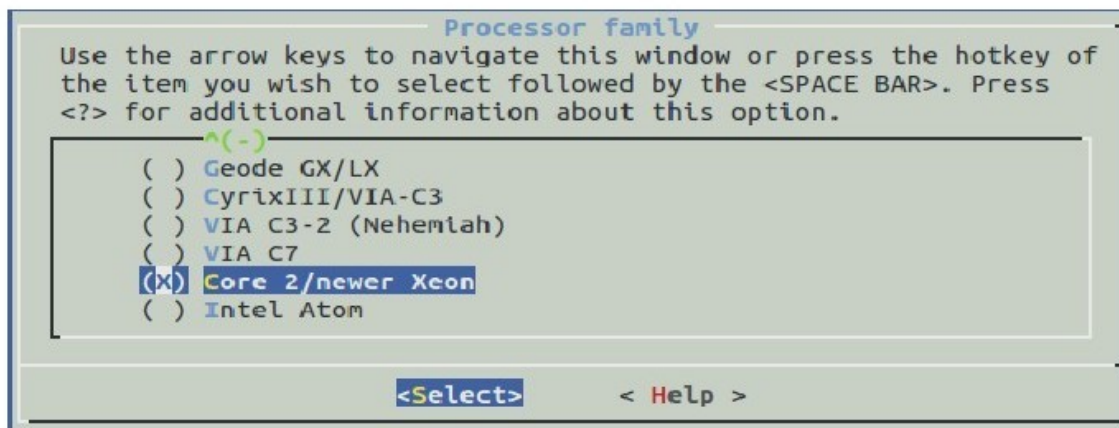 Processor family
Use the arrow keys to navigate this window or press the hotkey of
the item you wish to select followed by the <SPACE BAR>. Press
<?> for additional information about this option.
^(-)
( ) Geode GX/LX
( ) CyrixIII/VIA-C3
( ) VIA C3-2 (Nehemiah)
( ) VIA C7
(X) Core 2/newer Xeon
( ) Intel Atom
<Select> < Help >